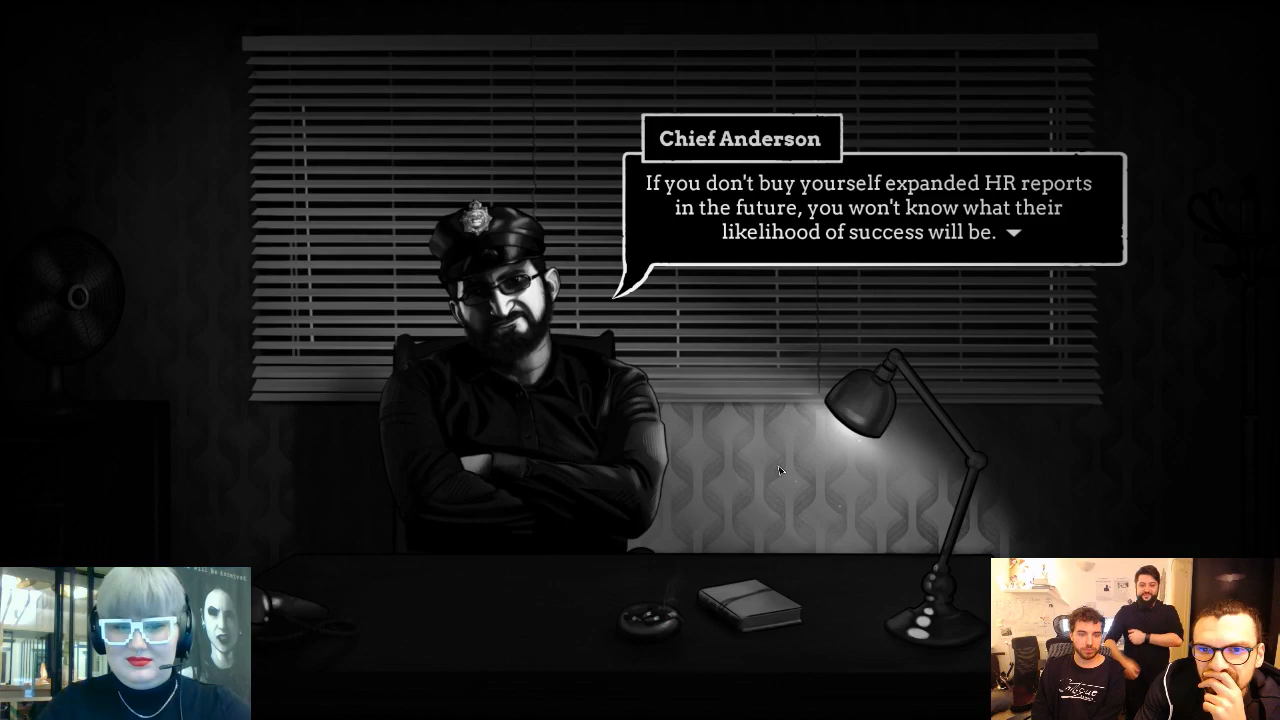 Chief Anderson
If you don't buy yourself expanded HR reports
in the future, you won't know what their
likelihood of success will be.